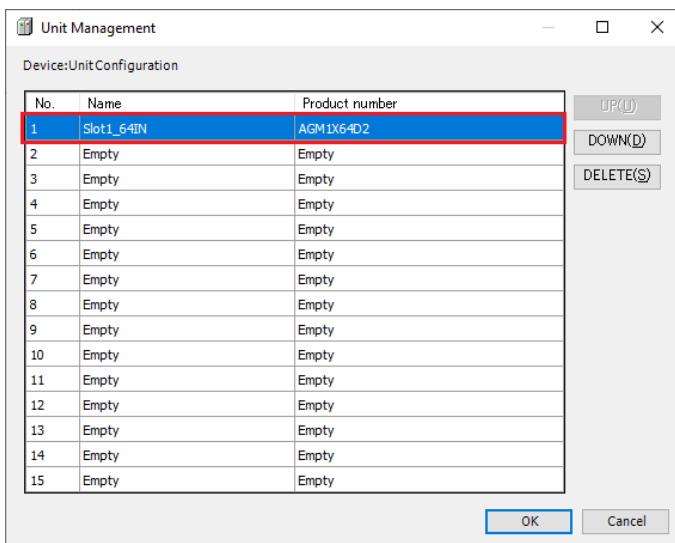 Unit Management
Device:UnitConfiguration
No. Name Product number
1 Slot1_64IN AGM1X64D2
2 Empty Empty
3 Empty Empty
4 Empty Empty
5 Empty Empty
6 Empty Empty
7 Empty Empty
8 Empty Empty
9 Empty Empty
10 Empty Empty
11 Empty Empty
12 Empty Empty
13 Empty Empty
14 Empty Empty
15 Empty Empty
UP(U)
DOWN(D)
DELETE(S)
OK Cancel